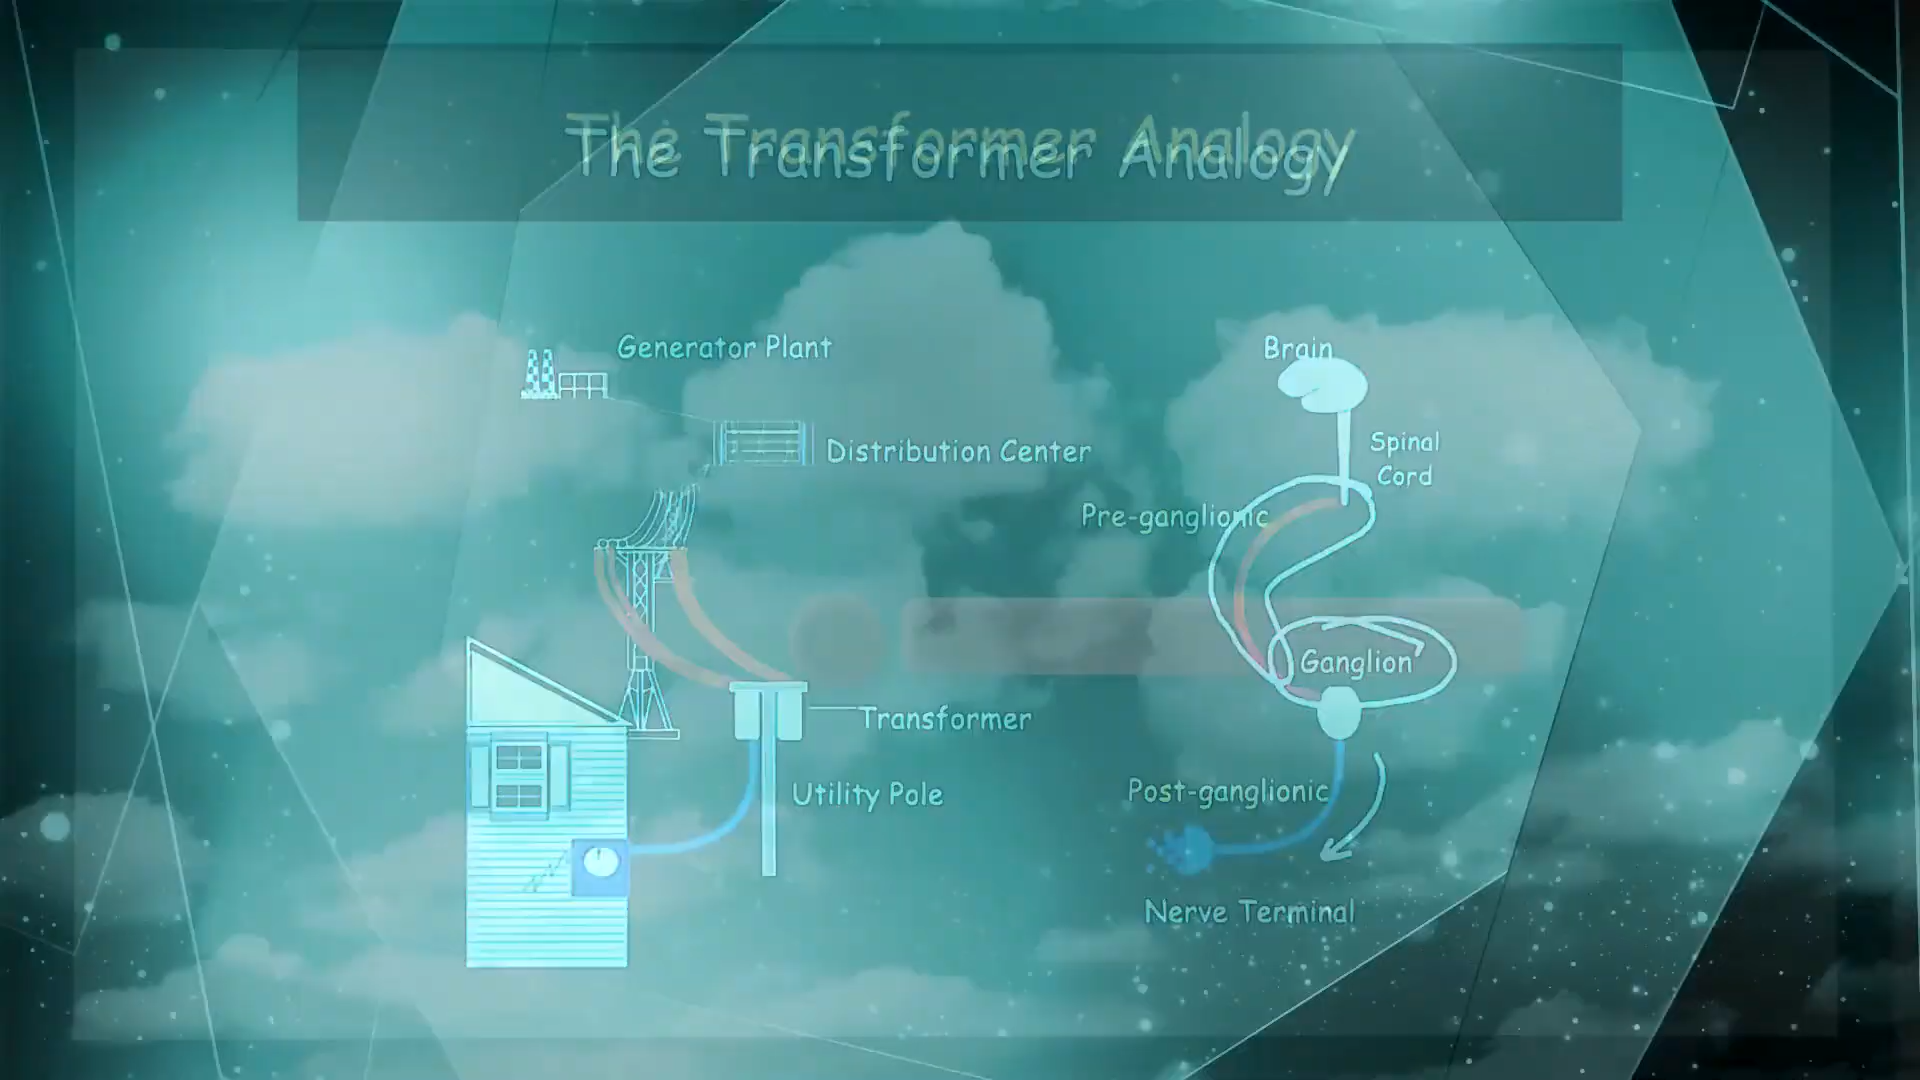 The Transformer Analogy
Generator Plant
Distribution Center
Transformer
Utility Pole
Brain
Spinal
Cord
Pre-ganglionic
Ganglion
Post-ganglionic
Nerve Terminal